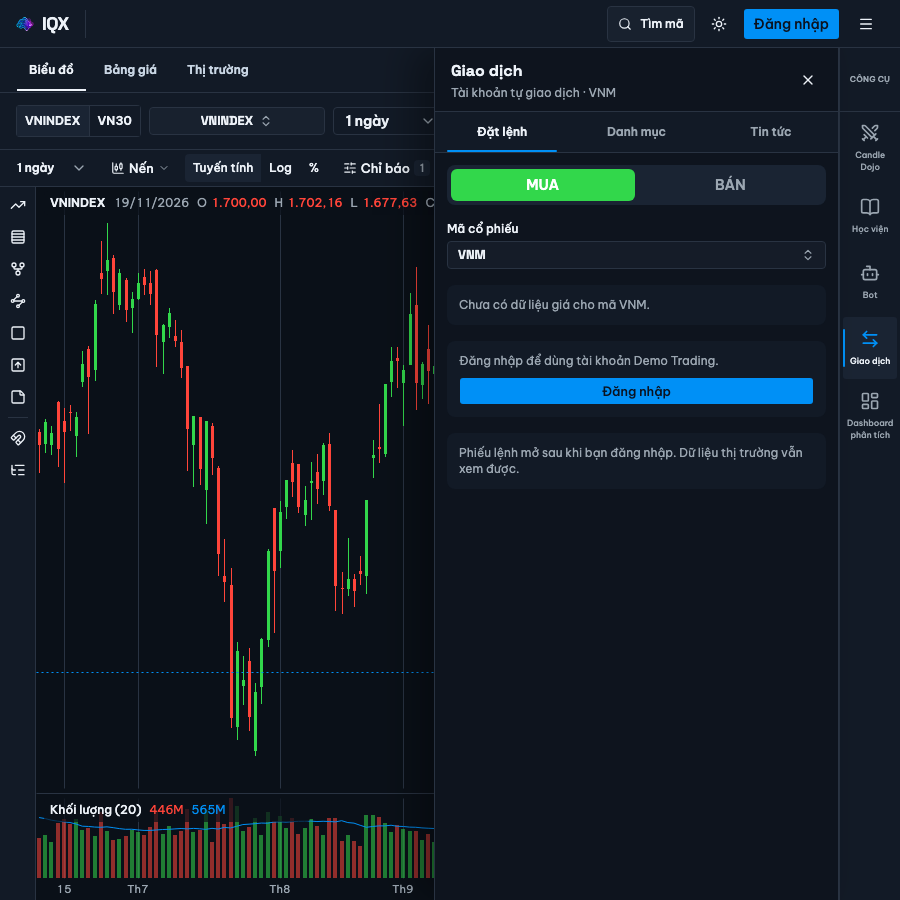 IQX
Tìm mã
Đăng nhập
Biểu đồ
Bảng giá
Thị trường
VNINDEX
VN30
VNINDEX
1 ngày
1 ngày
Nến
Tuyến tính
Log
%
Chỉ báo
1
VNINDEX 19/11/2026 O 1.700,00 H 1.702,16 L 1.677,63 C
Khối lượng (20) 446M 565M
15
Th7
Th8
Th9
Giao dịch
Tài khoản tự giao dịch · VNM
Đặt lệnh
Danh mục
Tin tức
MUA
BÁN
Mã cổ phiếu
VNM
Chưa có dữ liệu giá cho mã VNM.
Đăng nhập để dùng tài khoản Demo Trading.
Đăng nhập
Phiếu lệnh mở sau khi bạn đăng nhập. Dữ liệu thị trường vẫn
xem được.
CÔNG CỤ
Candle
Dojo
Học viện
Bot
Giao dịch
Dashboard
phân tích